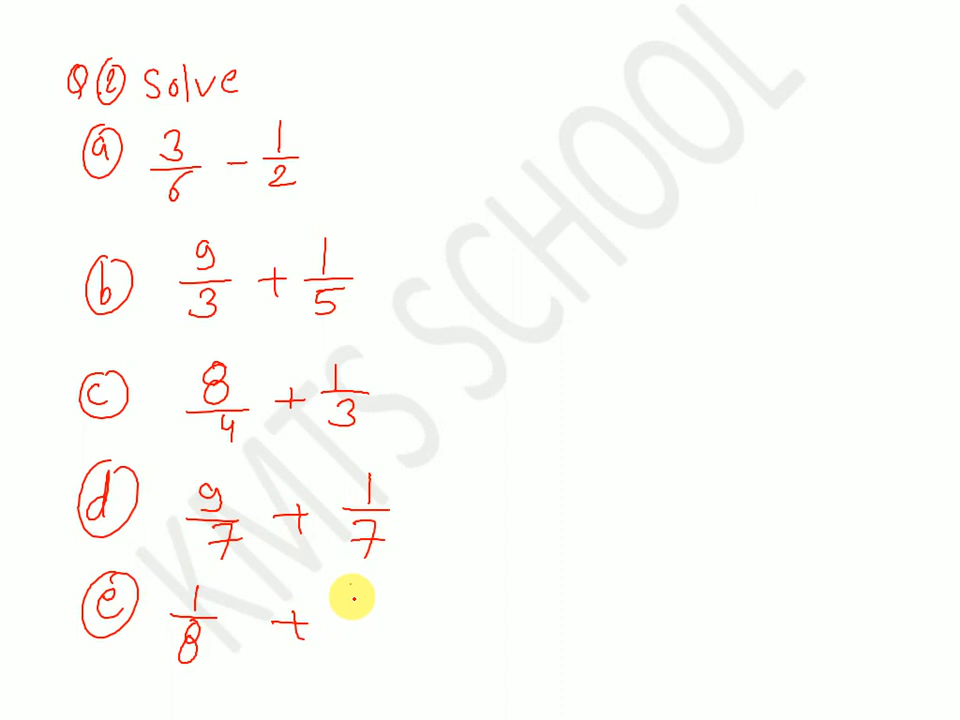 Q② Solve
ⓐ 3/6 - 1/2
ⓑ 9/3 + 1/5
ⓒ 8/4 + 1/3
ⓓ 9/7 + 1/7
ⓔ 1/8 +
KMTS SCHOOL